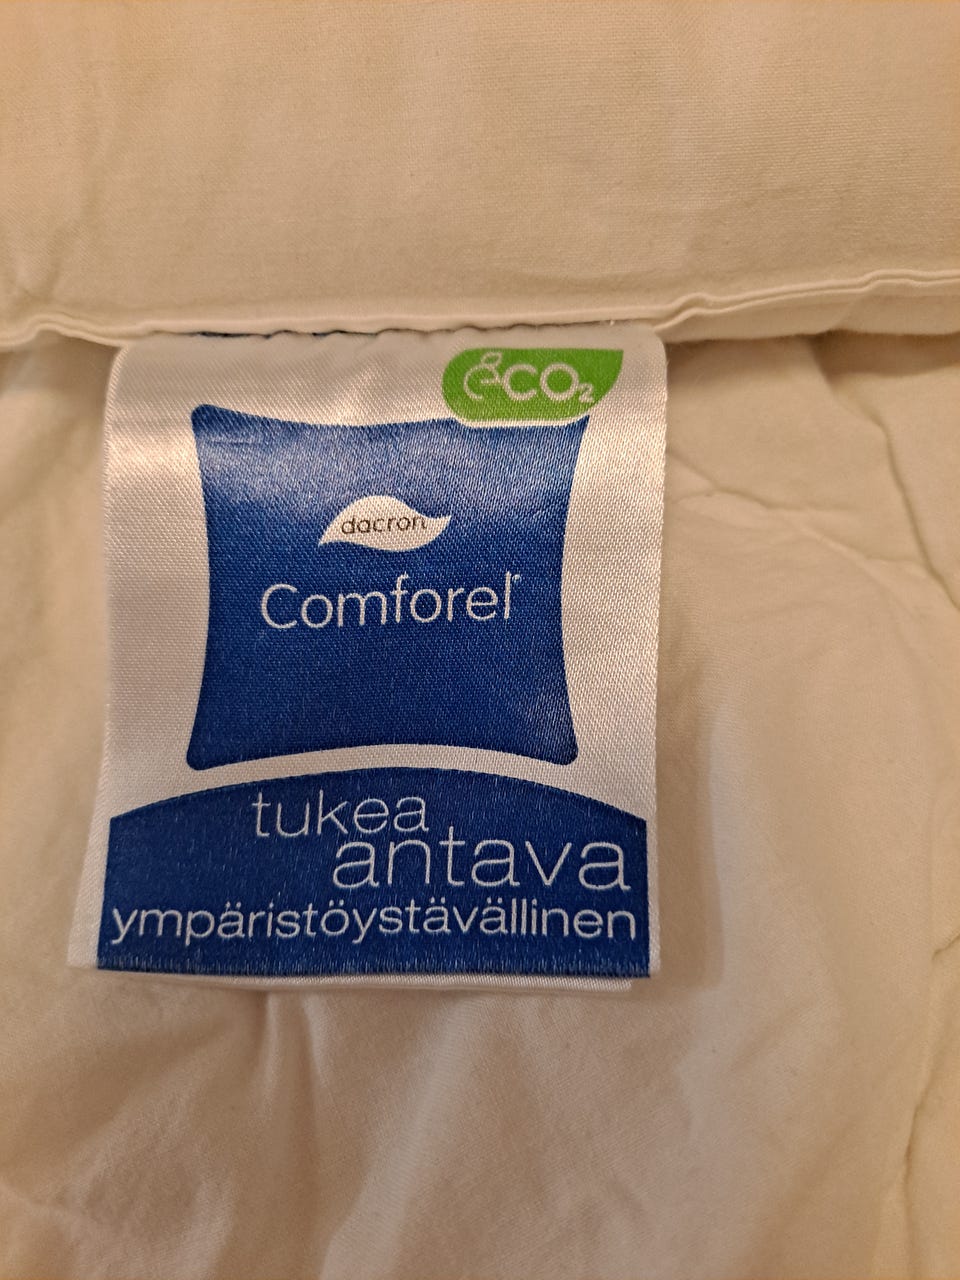 eCO₂
dacron
Comforel®
tukea
antava
ympäristöystävällinen